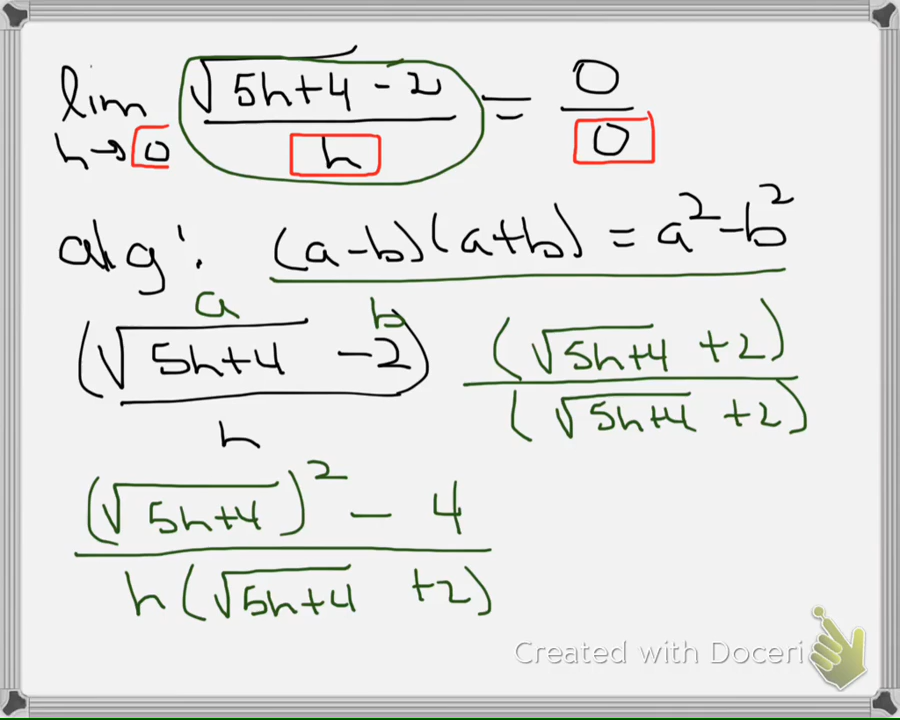 lim h→0 (√(5h+4) - 2)/h = 0/0
alg: (a-b)(a+b) = a² - b²
a b
(√(5h+4) - 2)/h (√(5h+4) + 2)/(√(5h+4) + 2)
((√(5h+4))² - 4)/(h(√(5h+4) + 2))
Created with Doceri